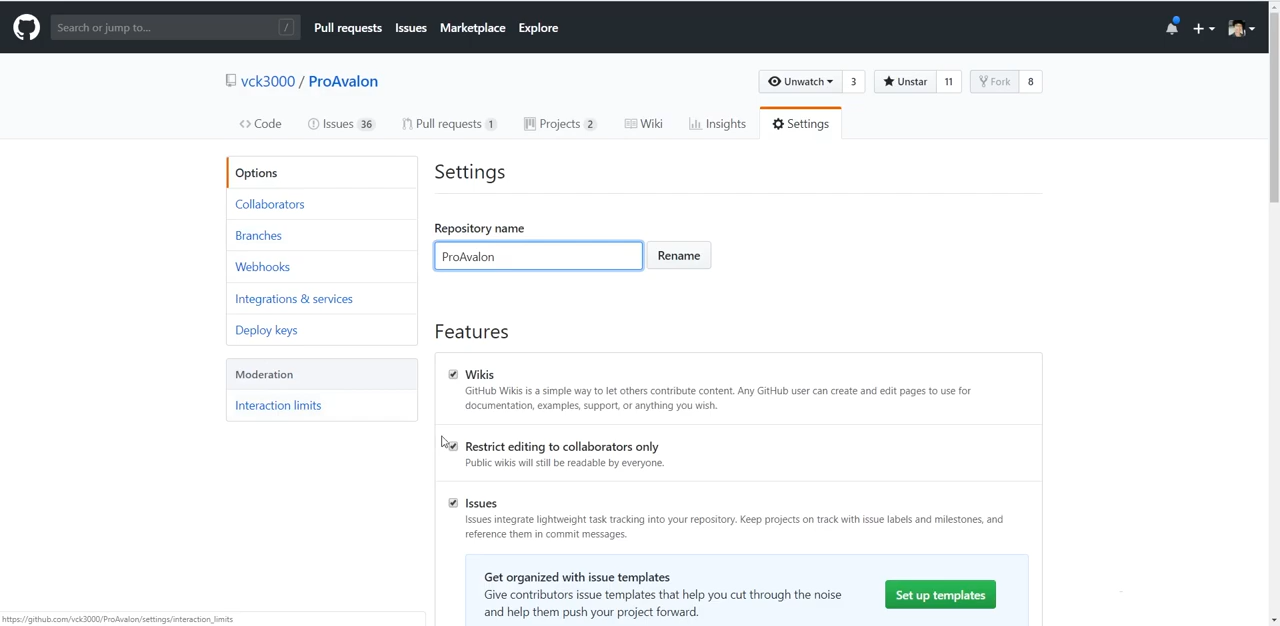 Search or jump to... / Pull requests Issues Marketplace Explore
vck3000 / ProAvalon Unwatch 3 Unstar 11 Fork 8
Code Issues 36 Pull requests 1 Projects 2 Wiki Insights Settings
Options
Collaborators
Branches
Webhooks
Integrations & services
Deploy keys
Moderation
Interaction limits
Settings
Repository name
ProAvalon Rename
Features
Wikis
GitHub Wikis is a simple way to let others contribute content. Any GitHub user can create and edit pages to use for
documentation, examples, support, or anything you wish.
Restrict editing to collaborators only
Public wikis will still be readable by everyone.
Issues
Issues integrate lightweight task tracking into your repository. Keep projects on track with issue labels and milestones, and
reference them in commit messages.
Get organized with issue templates
Give contributors issue templates that help you cut through the noise
and help them push your project forward.
Set up templates
https://github.com/vck3000/ProAvalon/settings/interaction_limits